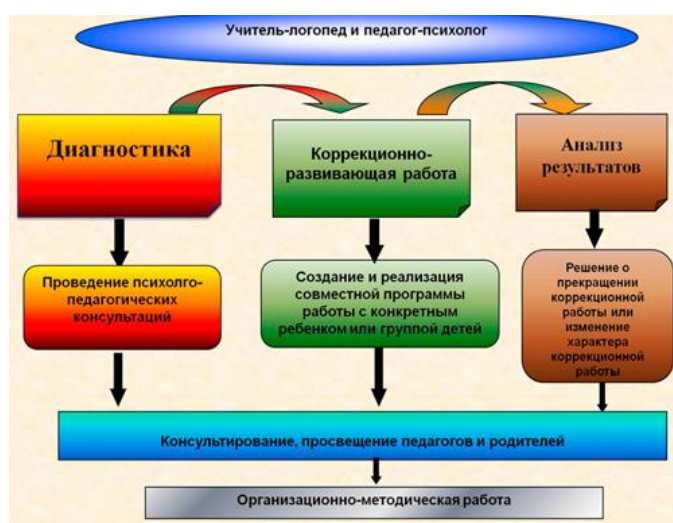 Учитель-логопед и педагог-психолог
Диагностика
Коррекционно-
развивающая работа
Анализ
результатов
Проведение психолго-
педагогических
консультаций
Создание и реализация
совместной программы
работы с конкретным
ребенком или группой детей
Решение о
прекращении
коррекционной
работы или
изменение
характера
коррекционной
работы
Консультирование, просвещение педагогов и родителей
Организационно-методическая работа